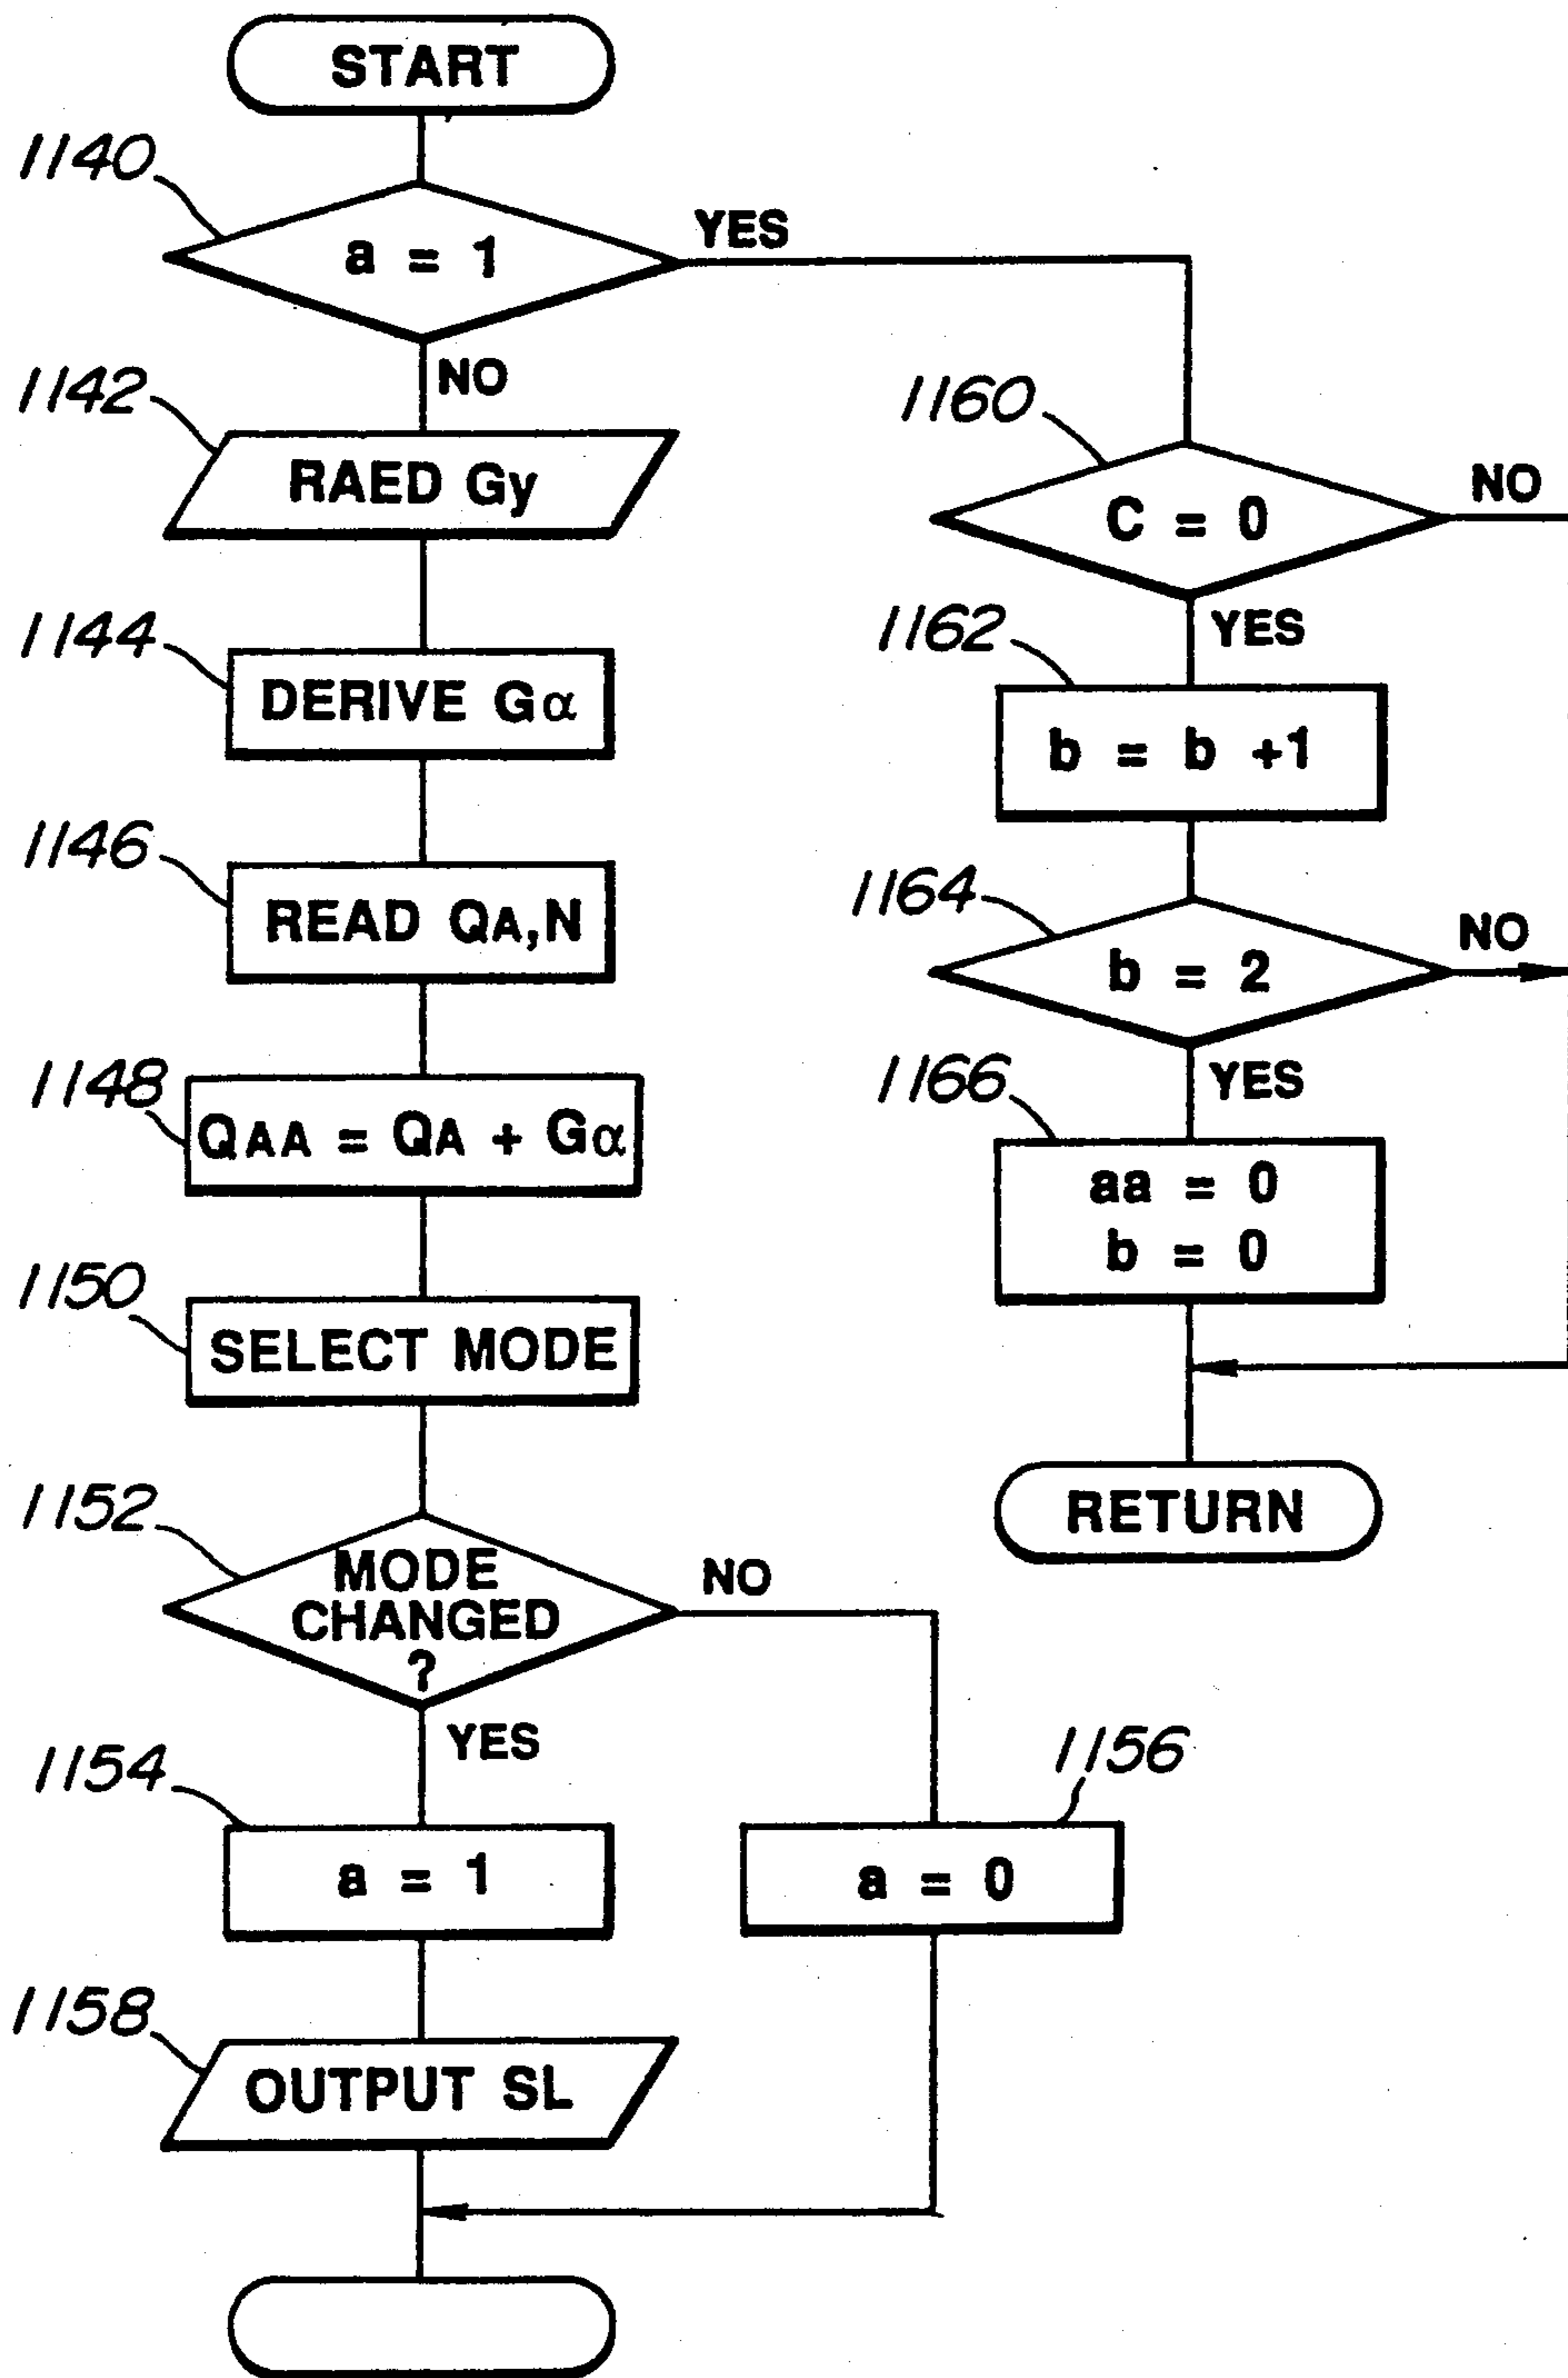 START
1140
a = 1
YES
NO
1142
RAED Gy
1144
DERIVE Gα
1146
READ QA,N
1148
QAA = QA + Gα
1150
SELECT MODE
1152
MODE
CHANGED
?
NO
YES
1154
a = 1
1156
a = 0
1158
OUTPUT SL
1160
C = 0
NO
YES
1162
b = b +1
1164
b = 2
NO
YES
1166
aa = 0
b = 0
RETURN